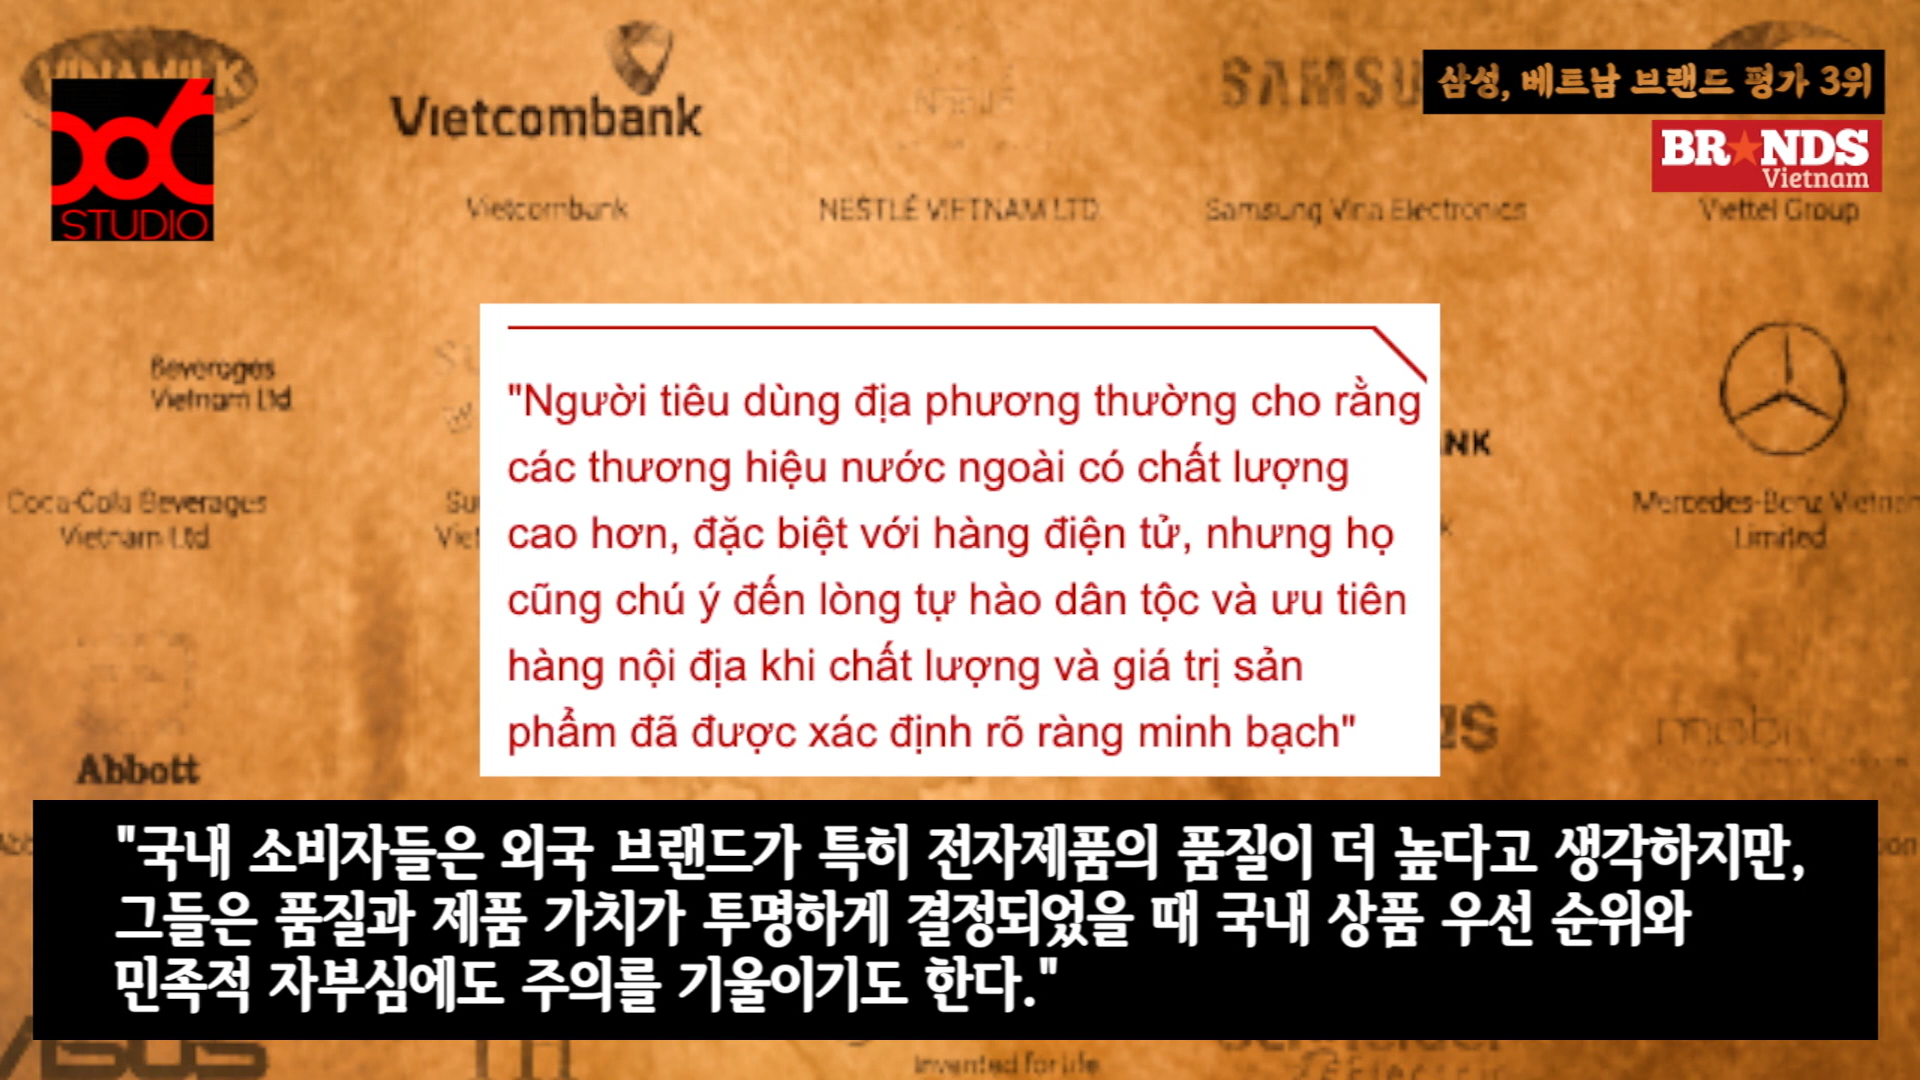 VINAMILK
STUDIO
Vietcombank
Vietcombank
Nestlé
NESTLÉ VIETNAM LTD
SAMSU
Samsung Vina Electronics
삼성, 베트남 브랜드 평가 3위
BRANDS
Vietnam
Viettel Group
Beverages
Vietnam Ltd
Coca-Cola Beverages
Vietnam Ltd
NK
Mercedes-Benz Vietnam
Limited
"Người tiêu dùng địa phương thường cho rằng
các thương hiệu nước ngoài có chất lượng
cao hơn, đặc biệt với hàng điện tử, nhưng họ
cũng chú ý đến lòng tự hào dân tộc và ưu tiên
hàng nội địa khi chất lượng và giá trị sản
phẩm đã được xác định rõ ràng minh bạch"
Abbott
"국내 소비자들은 외국 브랜드가 특히 전자제품의 품질이 더 높다고 생각하지만,
그들은 품질과 제품 가치가 투명하게 결정되었을 때 국내 상품 우선 순위와
민족적 자부심에도 주의를 기울이기도 한다."
ASUS
Invented for life